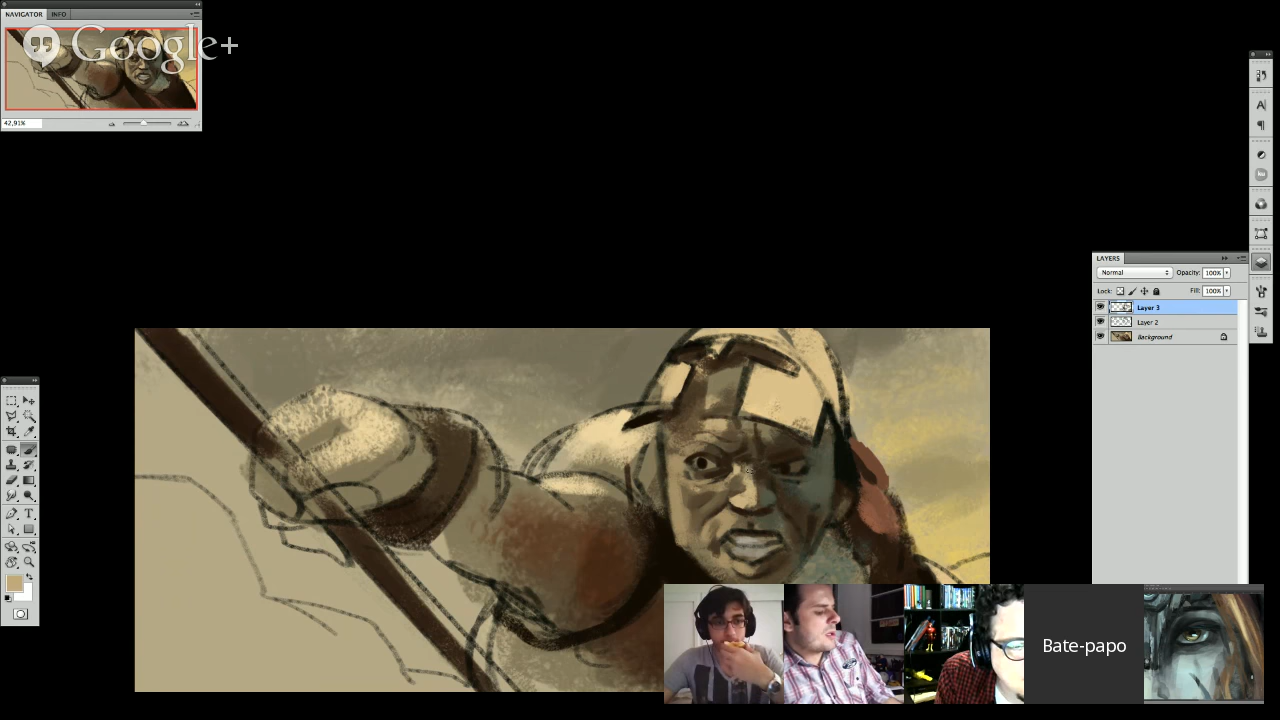 NAVIGATOR INFO
Google+
42,91%
LAYERS
Normal Opacity: 100%
Lock: Fill: 100%
Layer 3
Layer 2
Background
Bate-papo